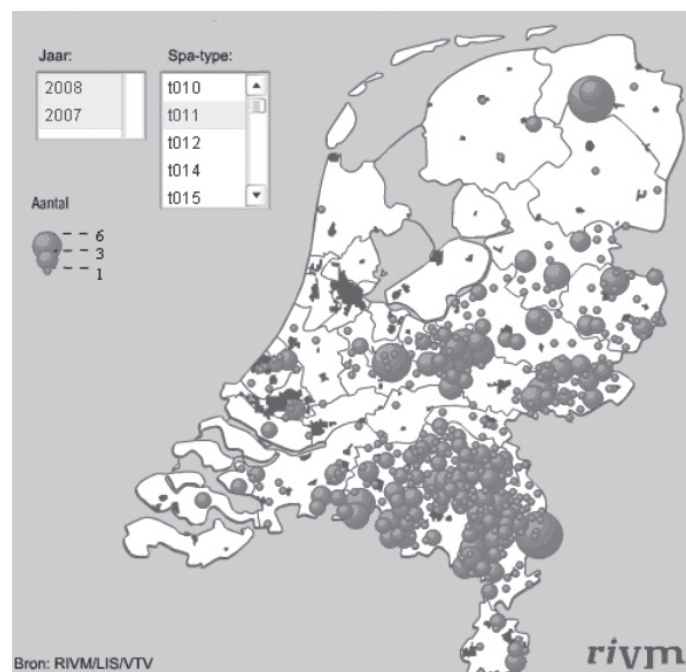 Jaar:
2008
2007
Spa-type:
t010
t011
t012
t014
t015
Aantal
6
3
1
Bron: RIVM/LIS/VTV
rivm